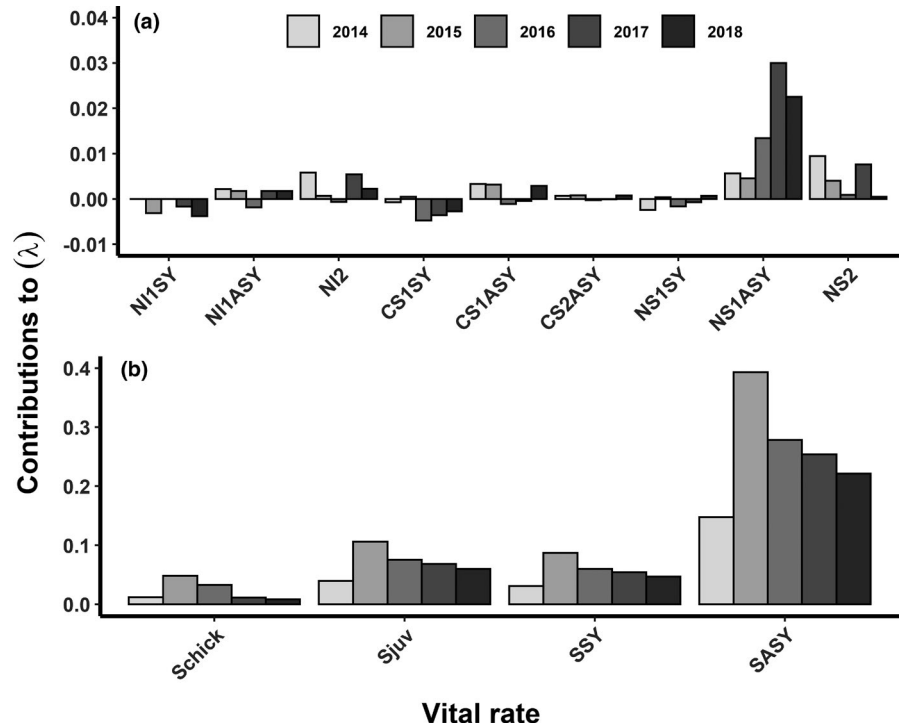 (a)
2014 2015 2016 2017 2018
0.04
0.03
0.02
0.01
0.00
-0.01
NI1SY NI1ASY NI2 CS1SY CS1ASY CS2ASY NS1SY NS1ASY NS2
Contributions to (λ)
(b)
0.4
0.3
0.2
0.1
0.0
Schick Sjuv SSY SASY
Vital rate